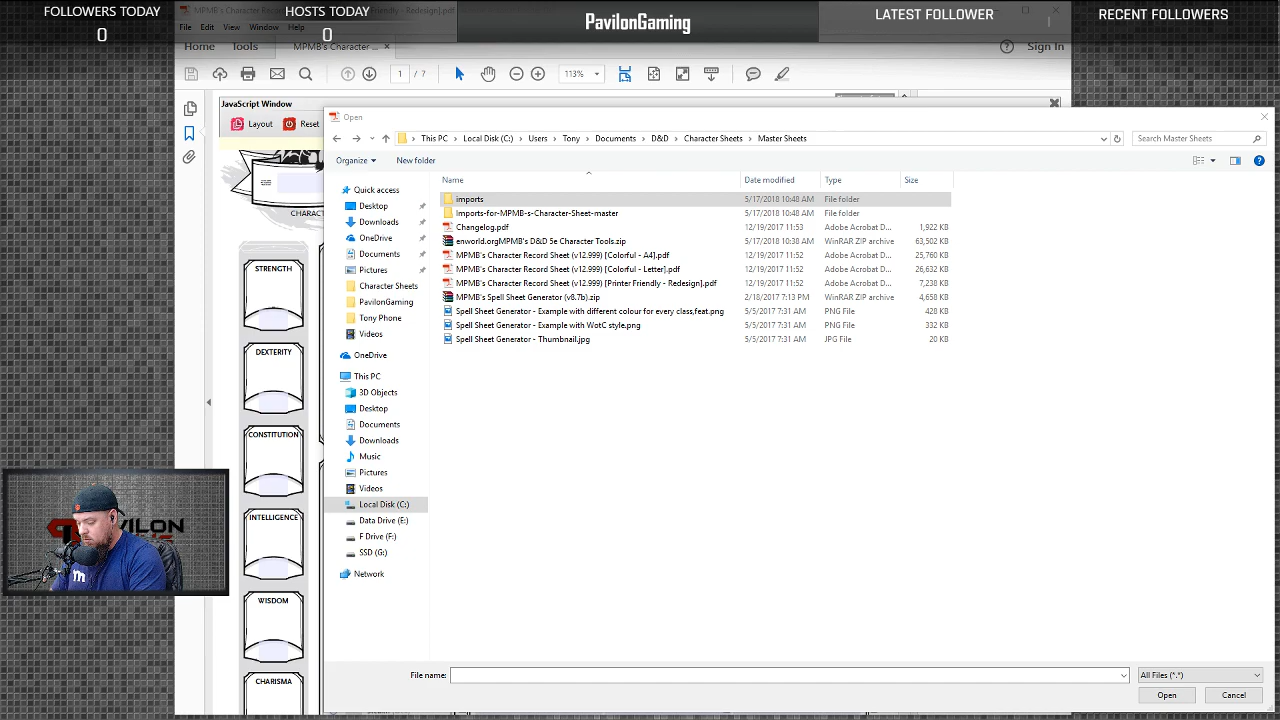 FOLLOWERS TODAY
0
HOSTS TODAY
0
PavilonGaming
LATEST FOLLOWER
RECENT FOLLOWERS
File Edit View Window Help
Home Tools MPMB's Character ... × Sign In
1 / 7 113%
JavaScript Window
Layout Reset
Open
This PC Local Disk (C:) Users Tony Documents D&D Character Sheets Master Sheets Search Master Sheets
Organize New folder
Name Date modified Type Size
Quick access
Desktop
Downloads
OneDrive
Documents
Pictures
Character Sheets
PavilonGaming
Tony Phone
Videos
OneDrive
This PC
3D Objects
Desktop
Documents
Downloads
Music
Pictures
Videos
Local Disk (C:)
Data Drive (E:)
F Drive (F:)
SSD (G:)
Network
imports 5/17/2018 10:48 AM File folder
Imports-for-MPMB-s-Character-Sheet-master 5/17/2018 10:48 AM File folder
Changelog.pdf 12/19/2017 11:53 Adobe Acrobat D... 1,922 KB
enworld.orgMPMB's D&D 5e Character Tools.zip 5/17/2018 10:38 AM WinRAR ZIP archive 63,502 KB
MPMB's Character Record Sheet (v12.999) [Colorful - A4].pdf 12/19/2017 11:52 Adobe Acrobat D... 25,760 KB
MPMB's Character Record Sheet (v12.999) [Colorful - Letter].pdf 12/19/2017 11:52 Adobe Acrobat D... 26,632 KB
MPMB's Character Record Sheet (v12.999) [Printer Friendly - Redesign].pdf 12/19/2017 11:52 Adobe Acrobat D... 7,238 KB
MPMB's Spell Sheet Generator (v8.7b).zip 2/18/2017 7:13 PM WinRAR ZIP archive 4,658 KB
Spell Sheet Generator - Example with different colour for every class,feat.png 5/5/2017 7:31 AM PNG File 428 KB
Spell Sheet Generator - Example with WotC style.png 5/5/2017 7:31 AM PNG File 332 KB
Spell Sheet Generator - Thumbnail.jpg 5/5/2017 7:31 AM JPG File 20 KB
CHARAC
STRENGTH
DEXTERITY
CONSTITUTION
INTELLIGENCE
WISDOM
CHARISMA
File name: All Files (*.*)
Open Cancel